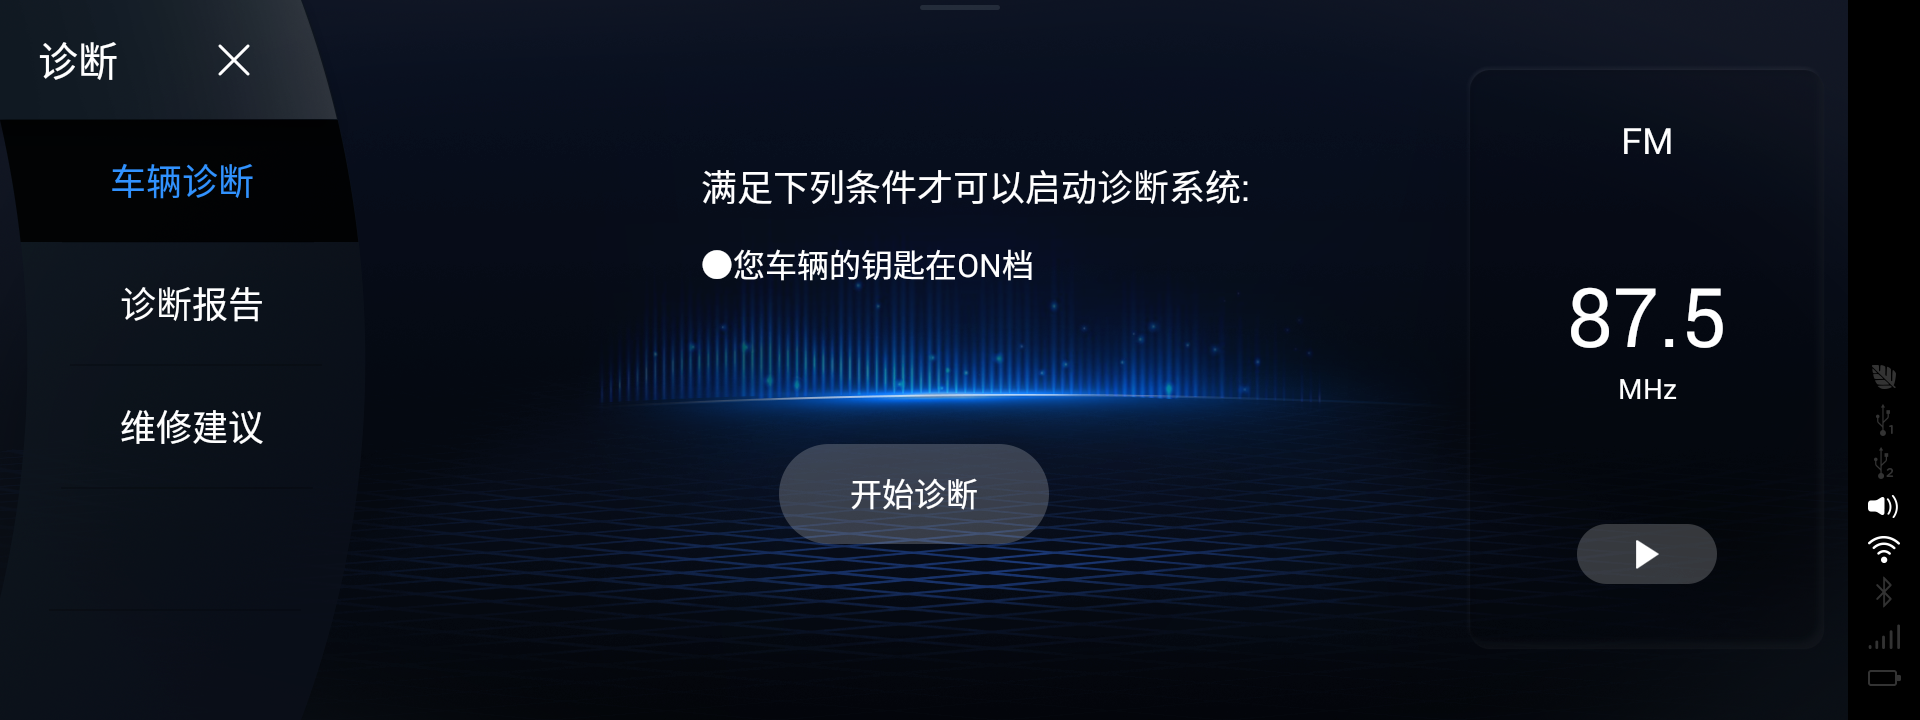 诊断
车辆诊断
诊断报告
维修建议
满足下列条件才可以启动诊断系统:
●您车辆的钥匙在ON档
开始诊断
FM
87.5
MHz
1
2